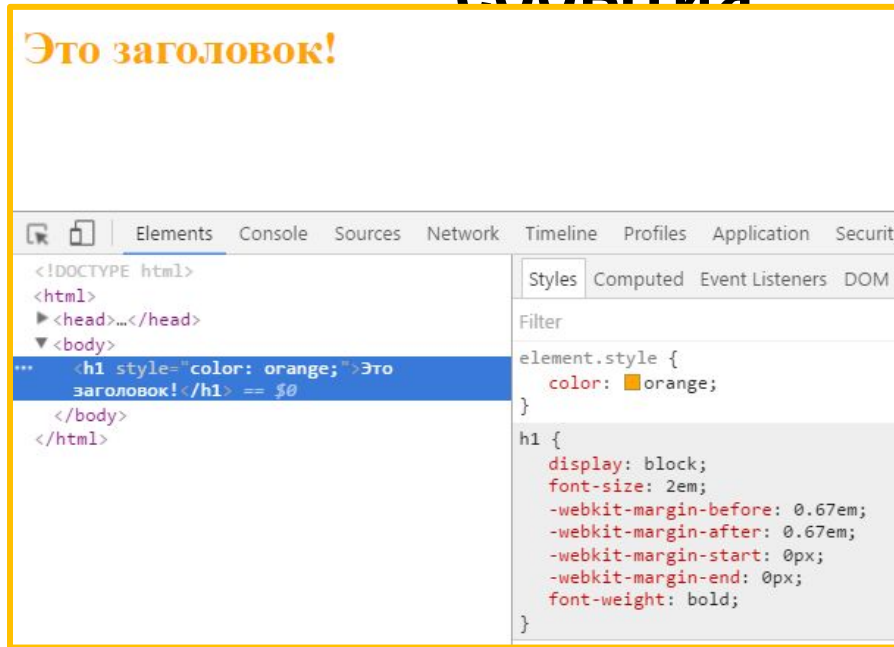 Это заголовок!
Elements Console Sources Network Timeline Profiles Application Securit
<!DOCTYPE html>
<html>
▶<head>…</head>
▼<body>
··· <h1 style="color: orange;">Это
заголовок!</h1> == $0
</body>
</html>
Styles Computed Event Listeners DOM
Filter
element.style {
color: orange;
}
h1 {
display: block;
font-size: 2em;
-webkit-margin-before: 0.67em;
-webkit-margin-after: 0.67em;
-webkit-margin-start: 0px;
-webkit-margin-end: 0px;
font-weight: bold;
}